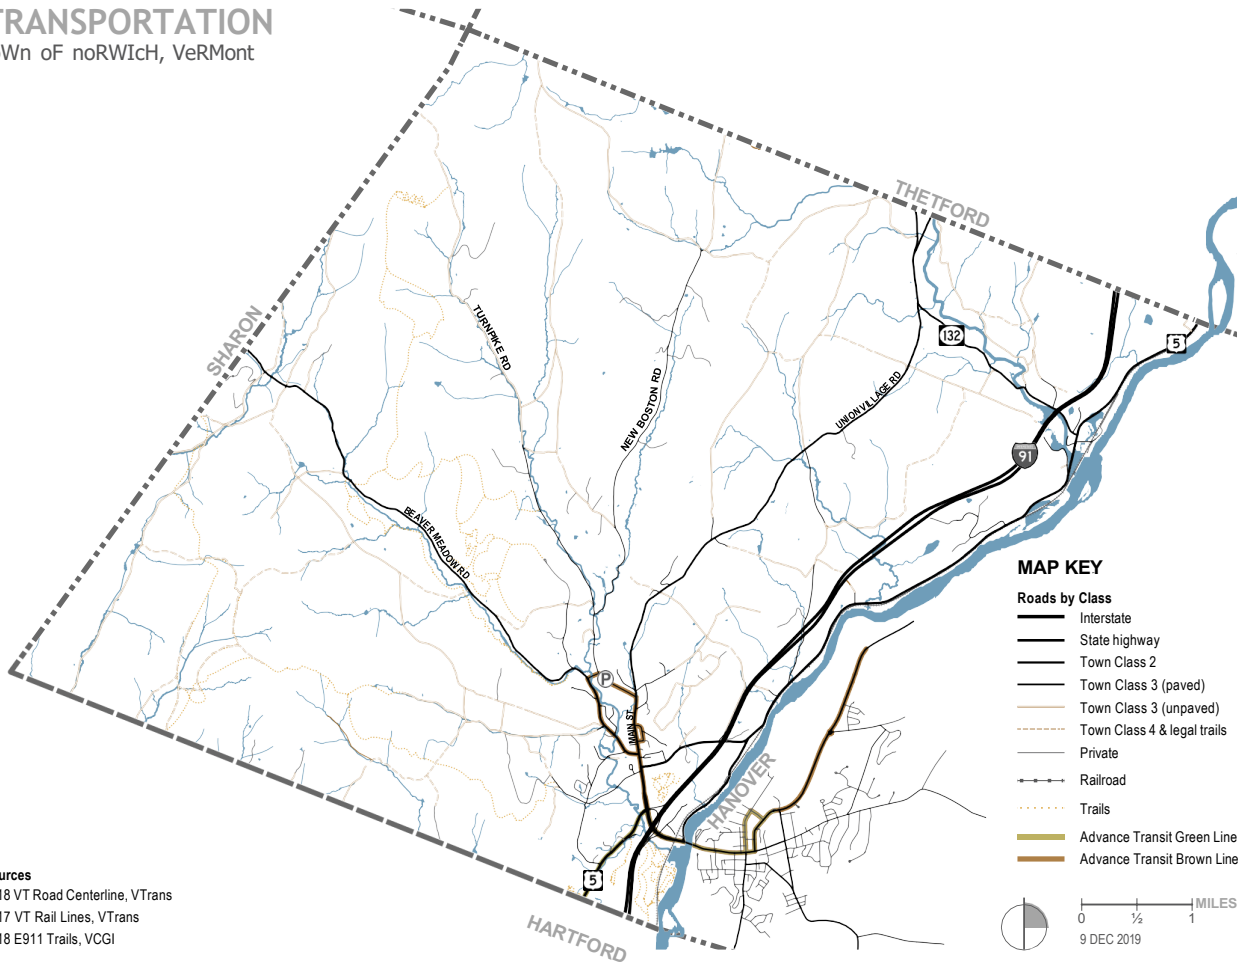 TRANSPORTATION
oWn oF noRWIcH, VeRMont
THETFORD
SHARON
TURNPIKE RD
NEW BOSTON RD
UNION VILLAGE RD
132
5
91
BEAVER MEADOW RD
P
MAIN ST
HANOVER
5
HARTFORD
MAP KEY
Roads by Class
Interstate
State highway
Town Class 2
Town Class 3 (paved)
Town Class 3 (unpaved)
Town Class 4 & legal trails
Private
Railroad
Trails
Advance Transit Green Line
Advance Transit Brown Line
MILES
0 ½ 1
9 DEC 2019
urces
18 VT Road Centerline, VTrans
17 VT Rail Lines, VTrans
18 E911 Trails, VCGI